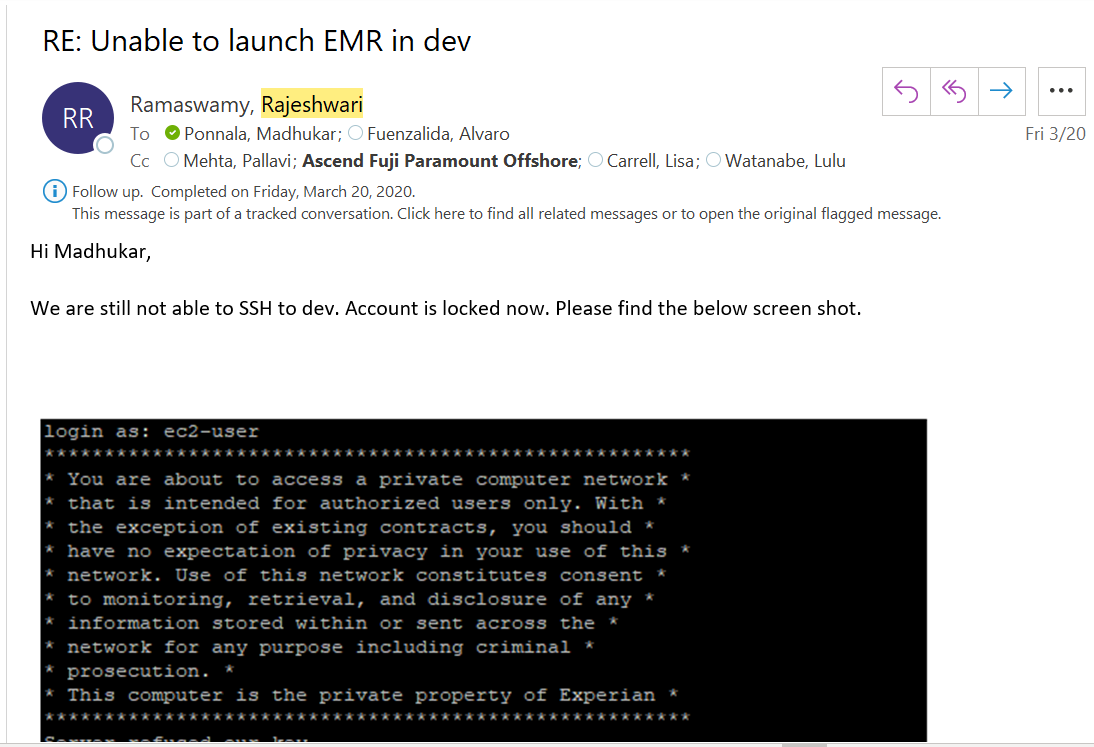 RE: Unable to launch EMR in dev
RR
Ramaswamy, Rajeshwari
To Ponnala, Madhukar; Fuenzalida, Alvaro
Fri 3/20
Cc Mehta, Pallavi; Ascend Fuji Paramount Offshore; Carrell, Lisa; Watanabe, Lulu
Follow up. Completed on Friday, March 20, 2020.
This message is part of a tracked conversation. Click here to find all related messages or to open the original flagged message.
Hi Madhukar,
We are still not able to SSH to dev. Account is locked now. Please find the below screen shot.
login as: ec2-user
******************************************************
* You are about to access a private computer network *
* that is intended for authorized users only. With *
* the exception of existing contracts, you should *
* have no expectation of privacy in your use of this *
* network. Use of this network constitutes consent *
* to monitoring, retrieval, and disclosure of any *
* information stored within or sent across the *
* network for any purpose including criminal *
* prosecution. *
* This computer is the private property of Experian *
******************************************************
Server refused our key